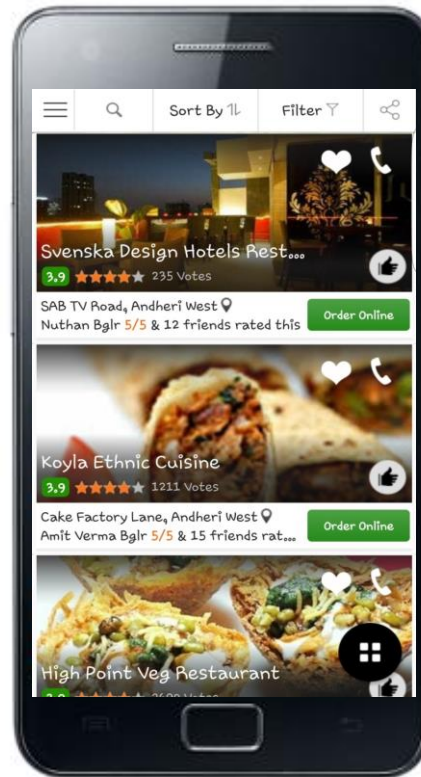 Sort By
Filter
Svenska Design Hotels Rest...
3,9 235 Votes
SAB TV Road, Andheri West
Nuthan Bglr 5/5 & 12 friends rated this
Order Online
Koyla Ethnic Cuisine
3,9 1211 Votes
Cake Factory Lane, Andheri West
Amit Verma Bglr 5/5 & 15 friends rat...
Order Online
High Point Veg Restaurant
Votes